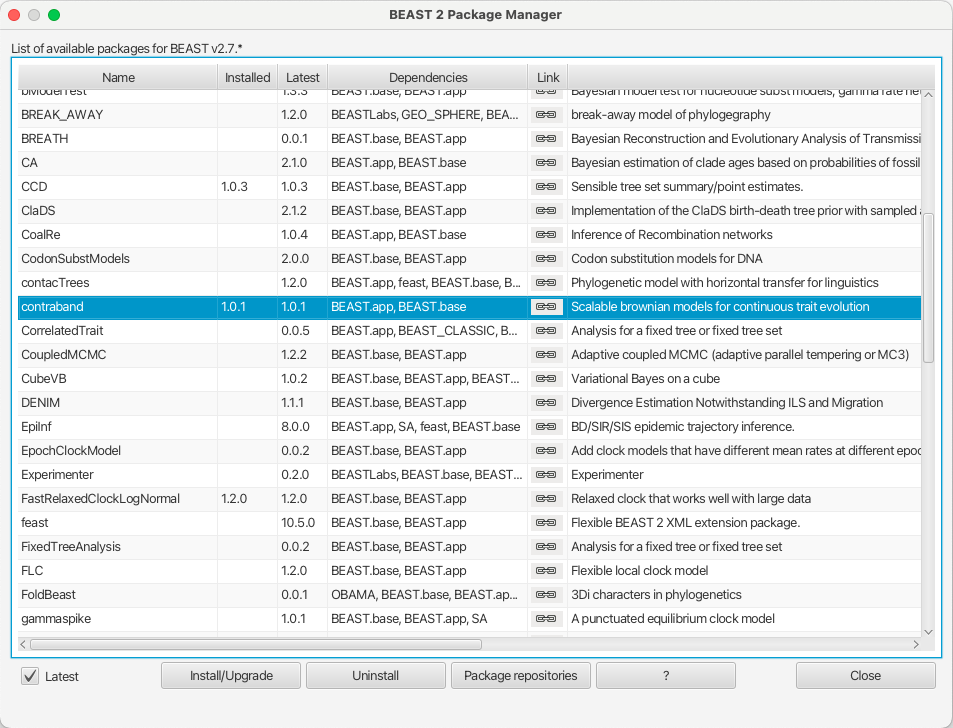 BEAST 2 Package Manager
List of available packages for BEAST v2.7.*
Name Installed Latest Dependencies Link
bModelTest 1.3.3 BEAST.base, BEAST.app Bayesian model test for nucleotide subst models, gamma rate he
BREAK_AWAY 1.2.0 BEASTLabs, GEO_SPHERE, BEA... break-away model of phylogegraphy
BREATH 0.0.1 BEAST.base, BEAST.app Bayesian Reconstruction and Evolutionary Analysis of Transmissi
CA 2.1.0 BEAST.app, BEAST.base Bayesian estimation of clade ages based on probabilities of fossil
CCD 1.0.3 1.0.3 BEAST.base, BEAST.app Sensible tree set summary/point estimates.
ClaDS 2.1.2 BEAST.base, BEAST.app Implementation of the ClaDS birth-death tree prior with sampled a
CoalRe 1.0.4 BEAST.app, BEAST.base Inference of Recombination networks
CodonSubstModels 2.0.0 BEAST.base, BEAST.app Codon substitution models for DNA
contacTrees 1.2.0 BEAST.app, feast, BEAST.base, B... Phylogenetic model with horizontal transfer for linguistics
contraband 1.0.1 1.0.1 BEAST.app, BEAST.base Scalable brownian models for continuous trait evolution
CorrelatedTrait 0.0.5 BEAST.app, BEAST_CLASSIC, B... Analysis for a fixed tree or fixed tree set
CoupledMCMC 1.2.2 BEAST.base, BEAST.app Adaptive coupled MCMC (adaptive parallel tempering or MC3)
CubeVB 1.0.2 BEAST.base, BEAST.app, BEAST... Variational Bayes on a cube
DENIM 1.1.1 BEAST.base, BEAST.app Divergence Estimation Notwithstanding ILS and Migration
EpiInf 8.0.0 BEAST.app, SA, feast, BEAST.base BD/SIR/SIS epidemic trajectory inference.
EpochClockModel 0.0.2 BEAST.base, BEAST.app Add clock models that have different mean rates at different epoc
Experimenter 0.2.0 BEASTLabs, BEAST.base, BEAST... Experimenter
FastRelaxedClockLogNormal 1.2.0 1.2.0 BEAST.base, BEAST.app Relaxed clock that works well with large data
feast 10.5.0 BEAST.base, BEAST.app Flexible BEAST 2 XML extension package.
FixedTreeAnalysis 0.0.2 BEAST.base, BEAST.app Analysis for a fixed tree or fixed tree set
FLC 1.2.0 BEAST.base, BEAST.app Flexible local clock model
FoldBeast 0.0.1 OBAMA, BEAST.base, BEAST.ap... 3Di characters in phylogenetics
gammaspike 1.0.1 BEAST.base, BEAST.app, SA A punctuated equilibrium clock model
Latest Install/Upgrade Uninstall Package repositories ? Close